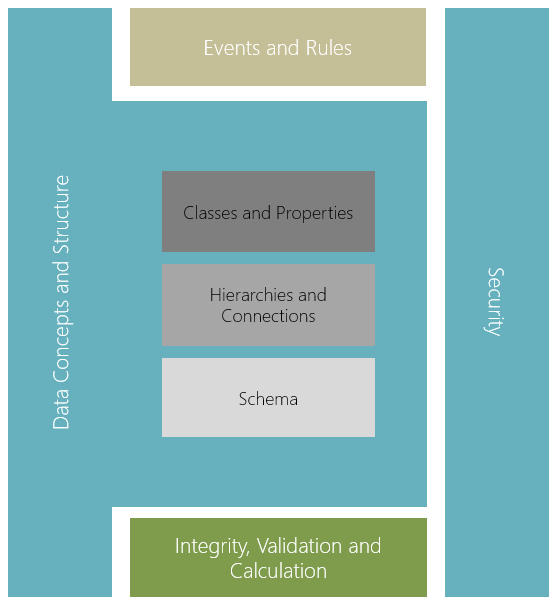 Events and Rules
Data Concepts and Structure
Classes and Properties
Hierarchies and
Connections
Schema
Security
Integrity, Validation and
Calculation